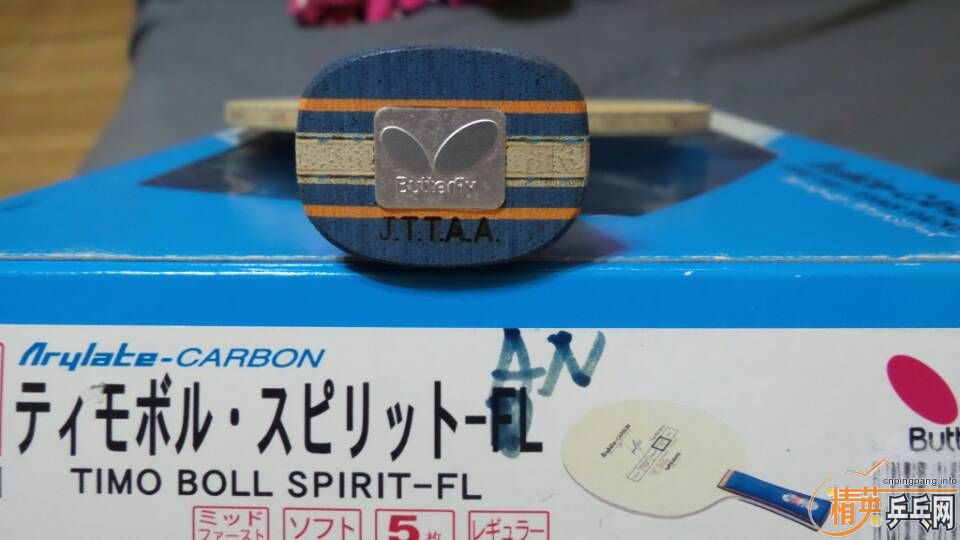 Butterfly
J.T.T.A.A.
Arylate-CARBON
AN
ティモボル・スピリット-FL
TIMO BOLL SPIRIT-FL
Butt
ミッド
ファースト
ソフト
5枚
レギュラー
cnpingpang.info
精英乒乓网